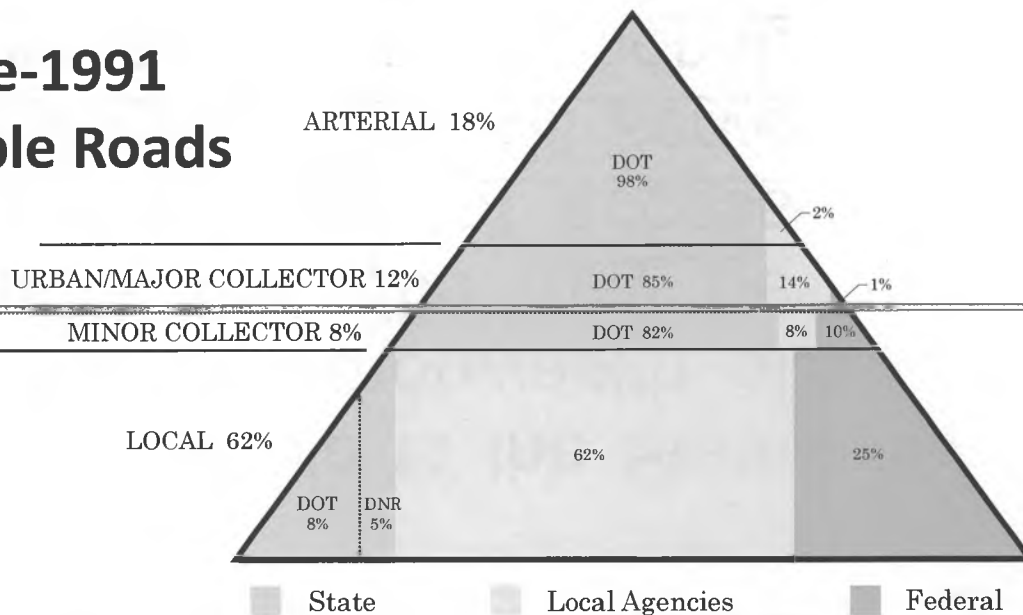 e-1991
ple Roads
ARTERIAL 18%
DOT
98%
2%
URBAN/MAJOR COLLECTOR 12%
DOT 85%
14%
1%
MINOR COLLECTOR 8%
DOT 82%
8%
10%
LOCAL 62%
62%
25%
DOT
8%
DNR
5%
State
Local Agencies
Federal